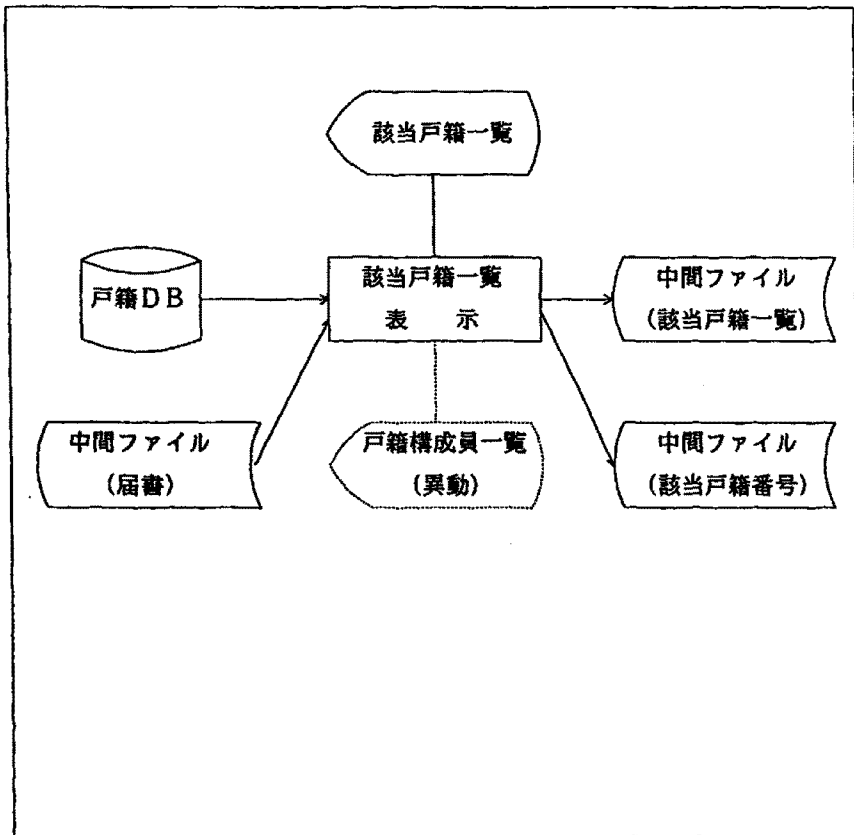 該当戸籍一覧
戸籍DB
該当戸籍一覧
表 示
中間ファイル
(該当戸籍一覧)
中間ファイル
(届書)
戸籍構成員一覧
(異動)
中間ファイル
(該当戸籍番号)